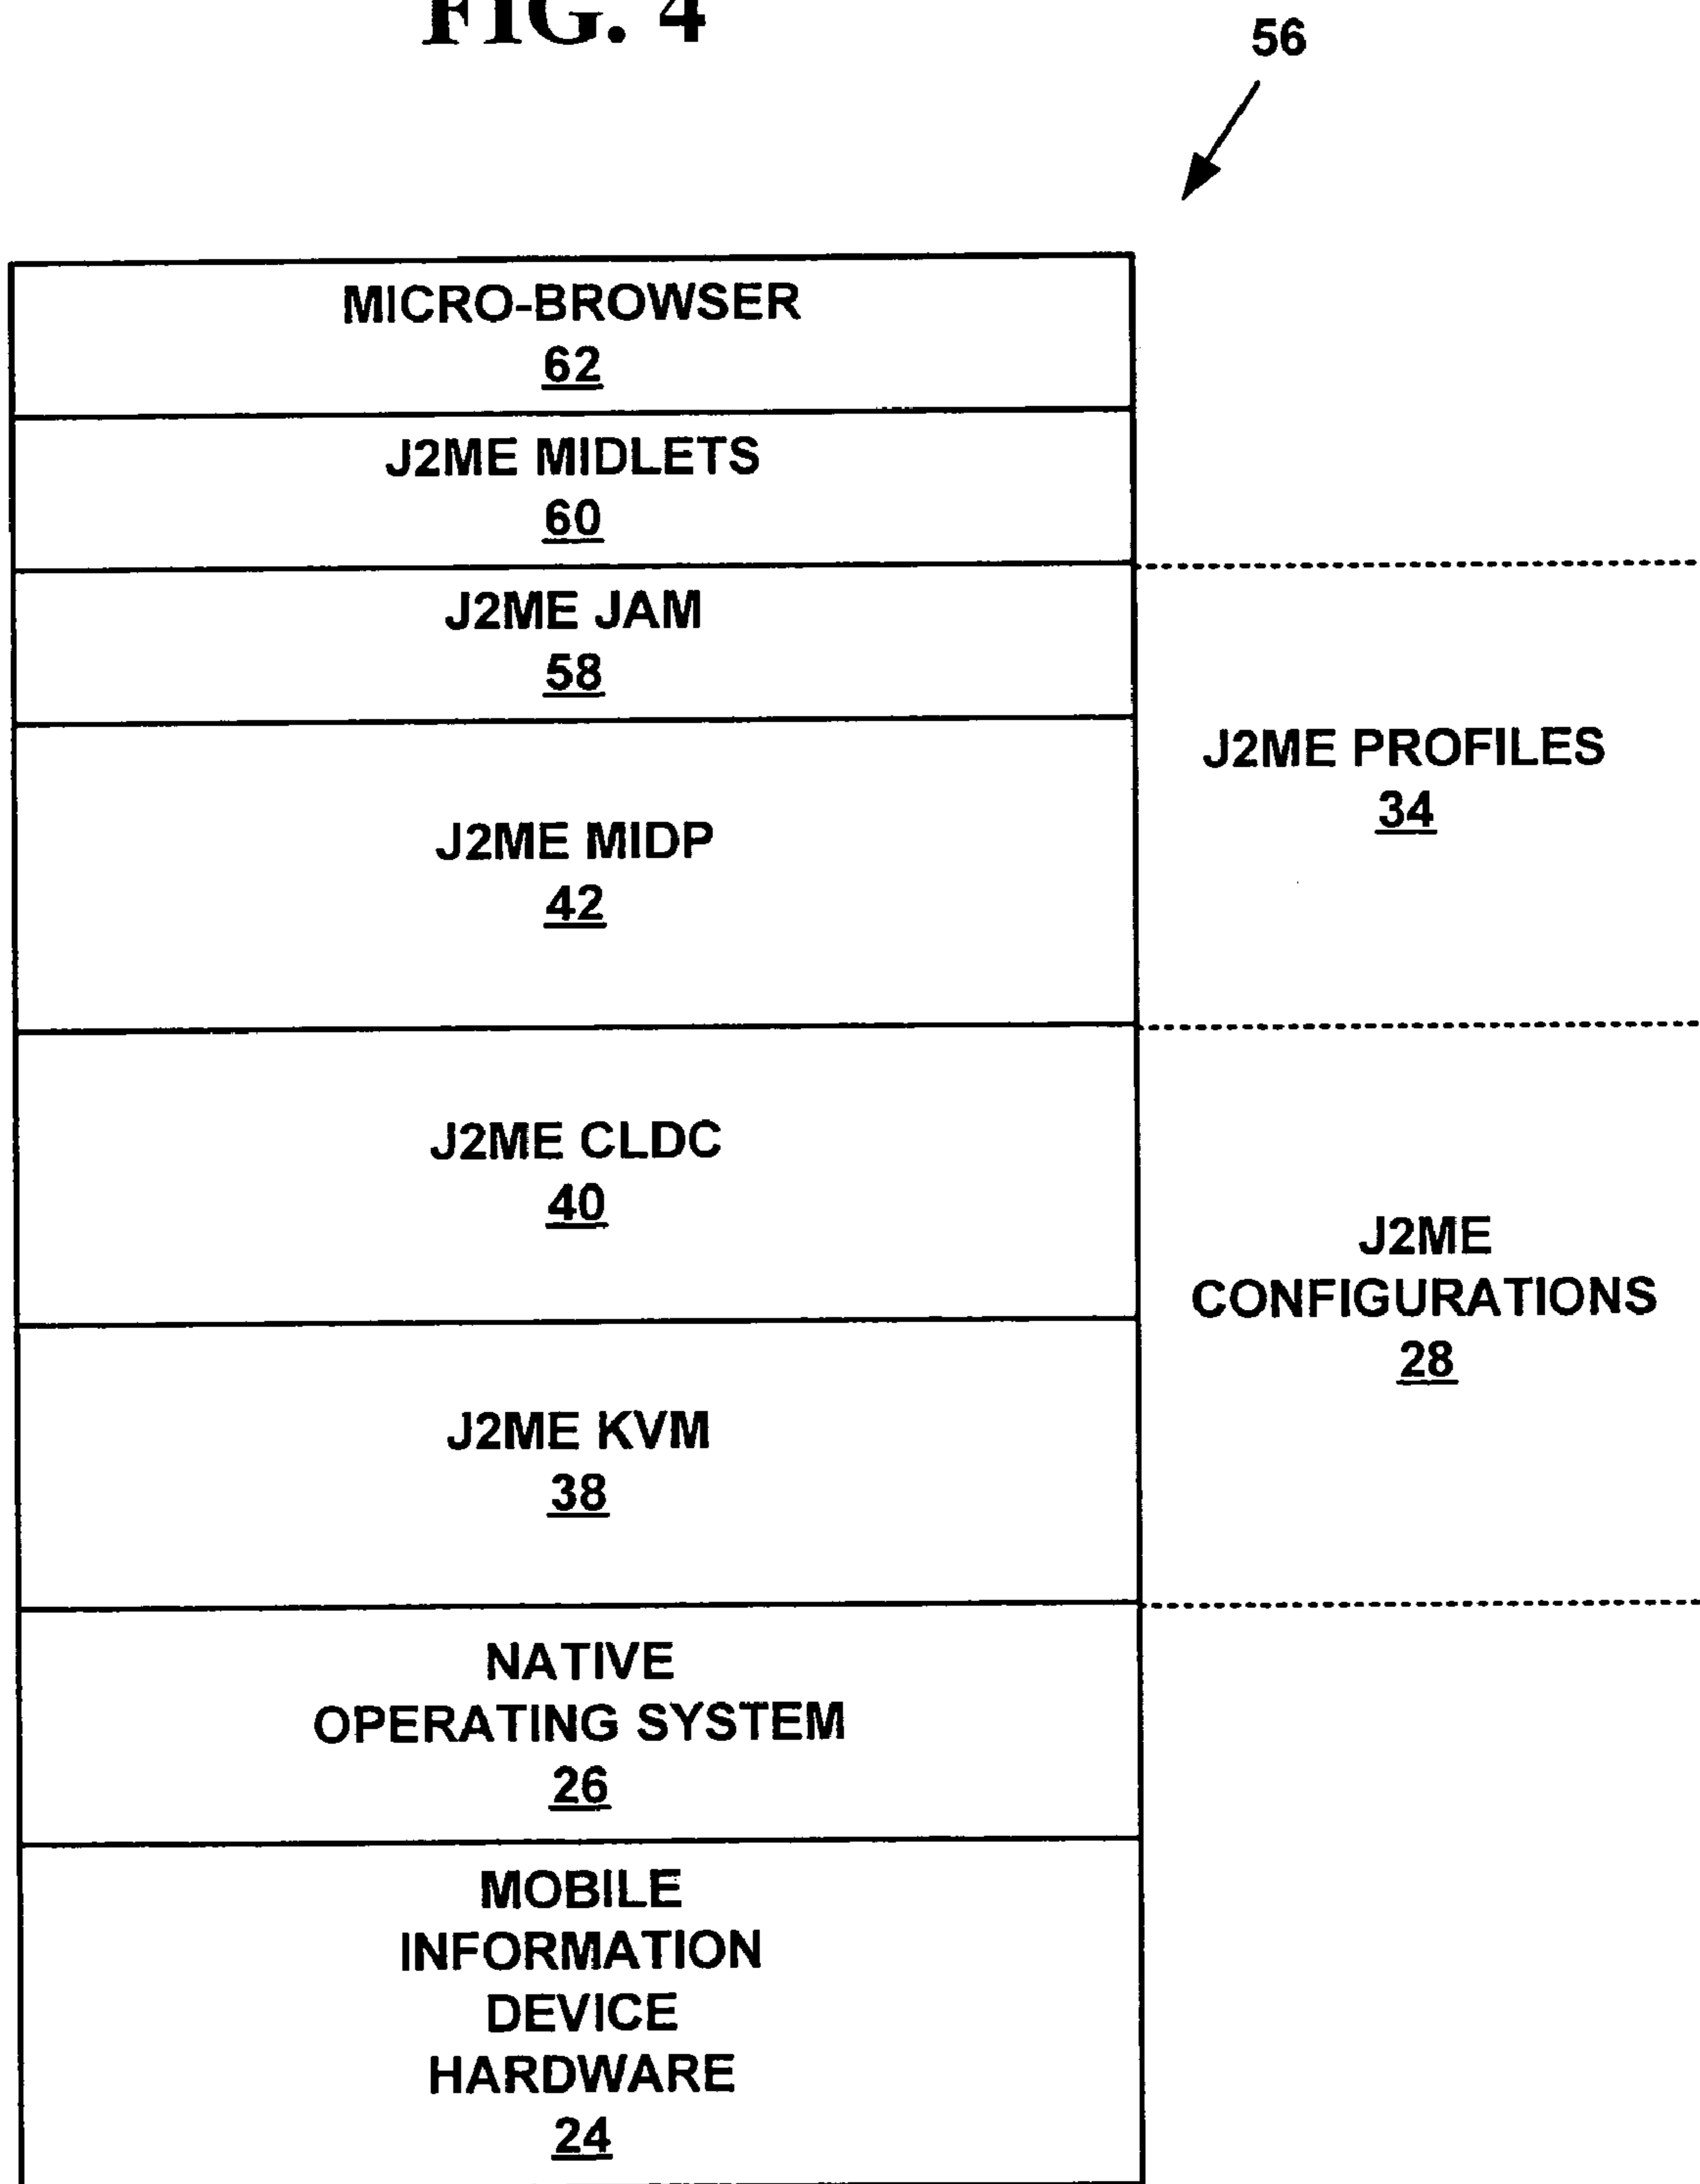 FIG. 4
56
MICRO-BROWSER
62
J2ME MIDLETS
60
J2ME JAM
58
J2ME PROFILES
34
J2ME MIDP
42
J2ME CLDC
40
J2ME
CONFIGURATIONS
28
J2ME KVM
38
NATIVE
OPERATING SYSTEM
26
MOBILE
INFORMATION
DEVICE
HARDWARE
24